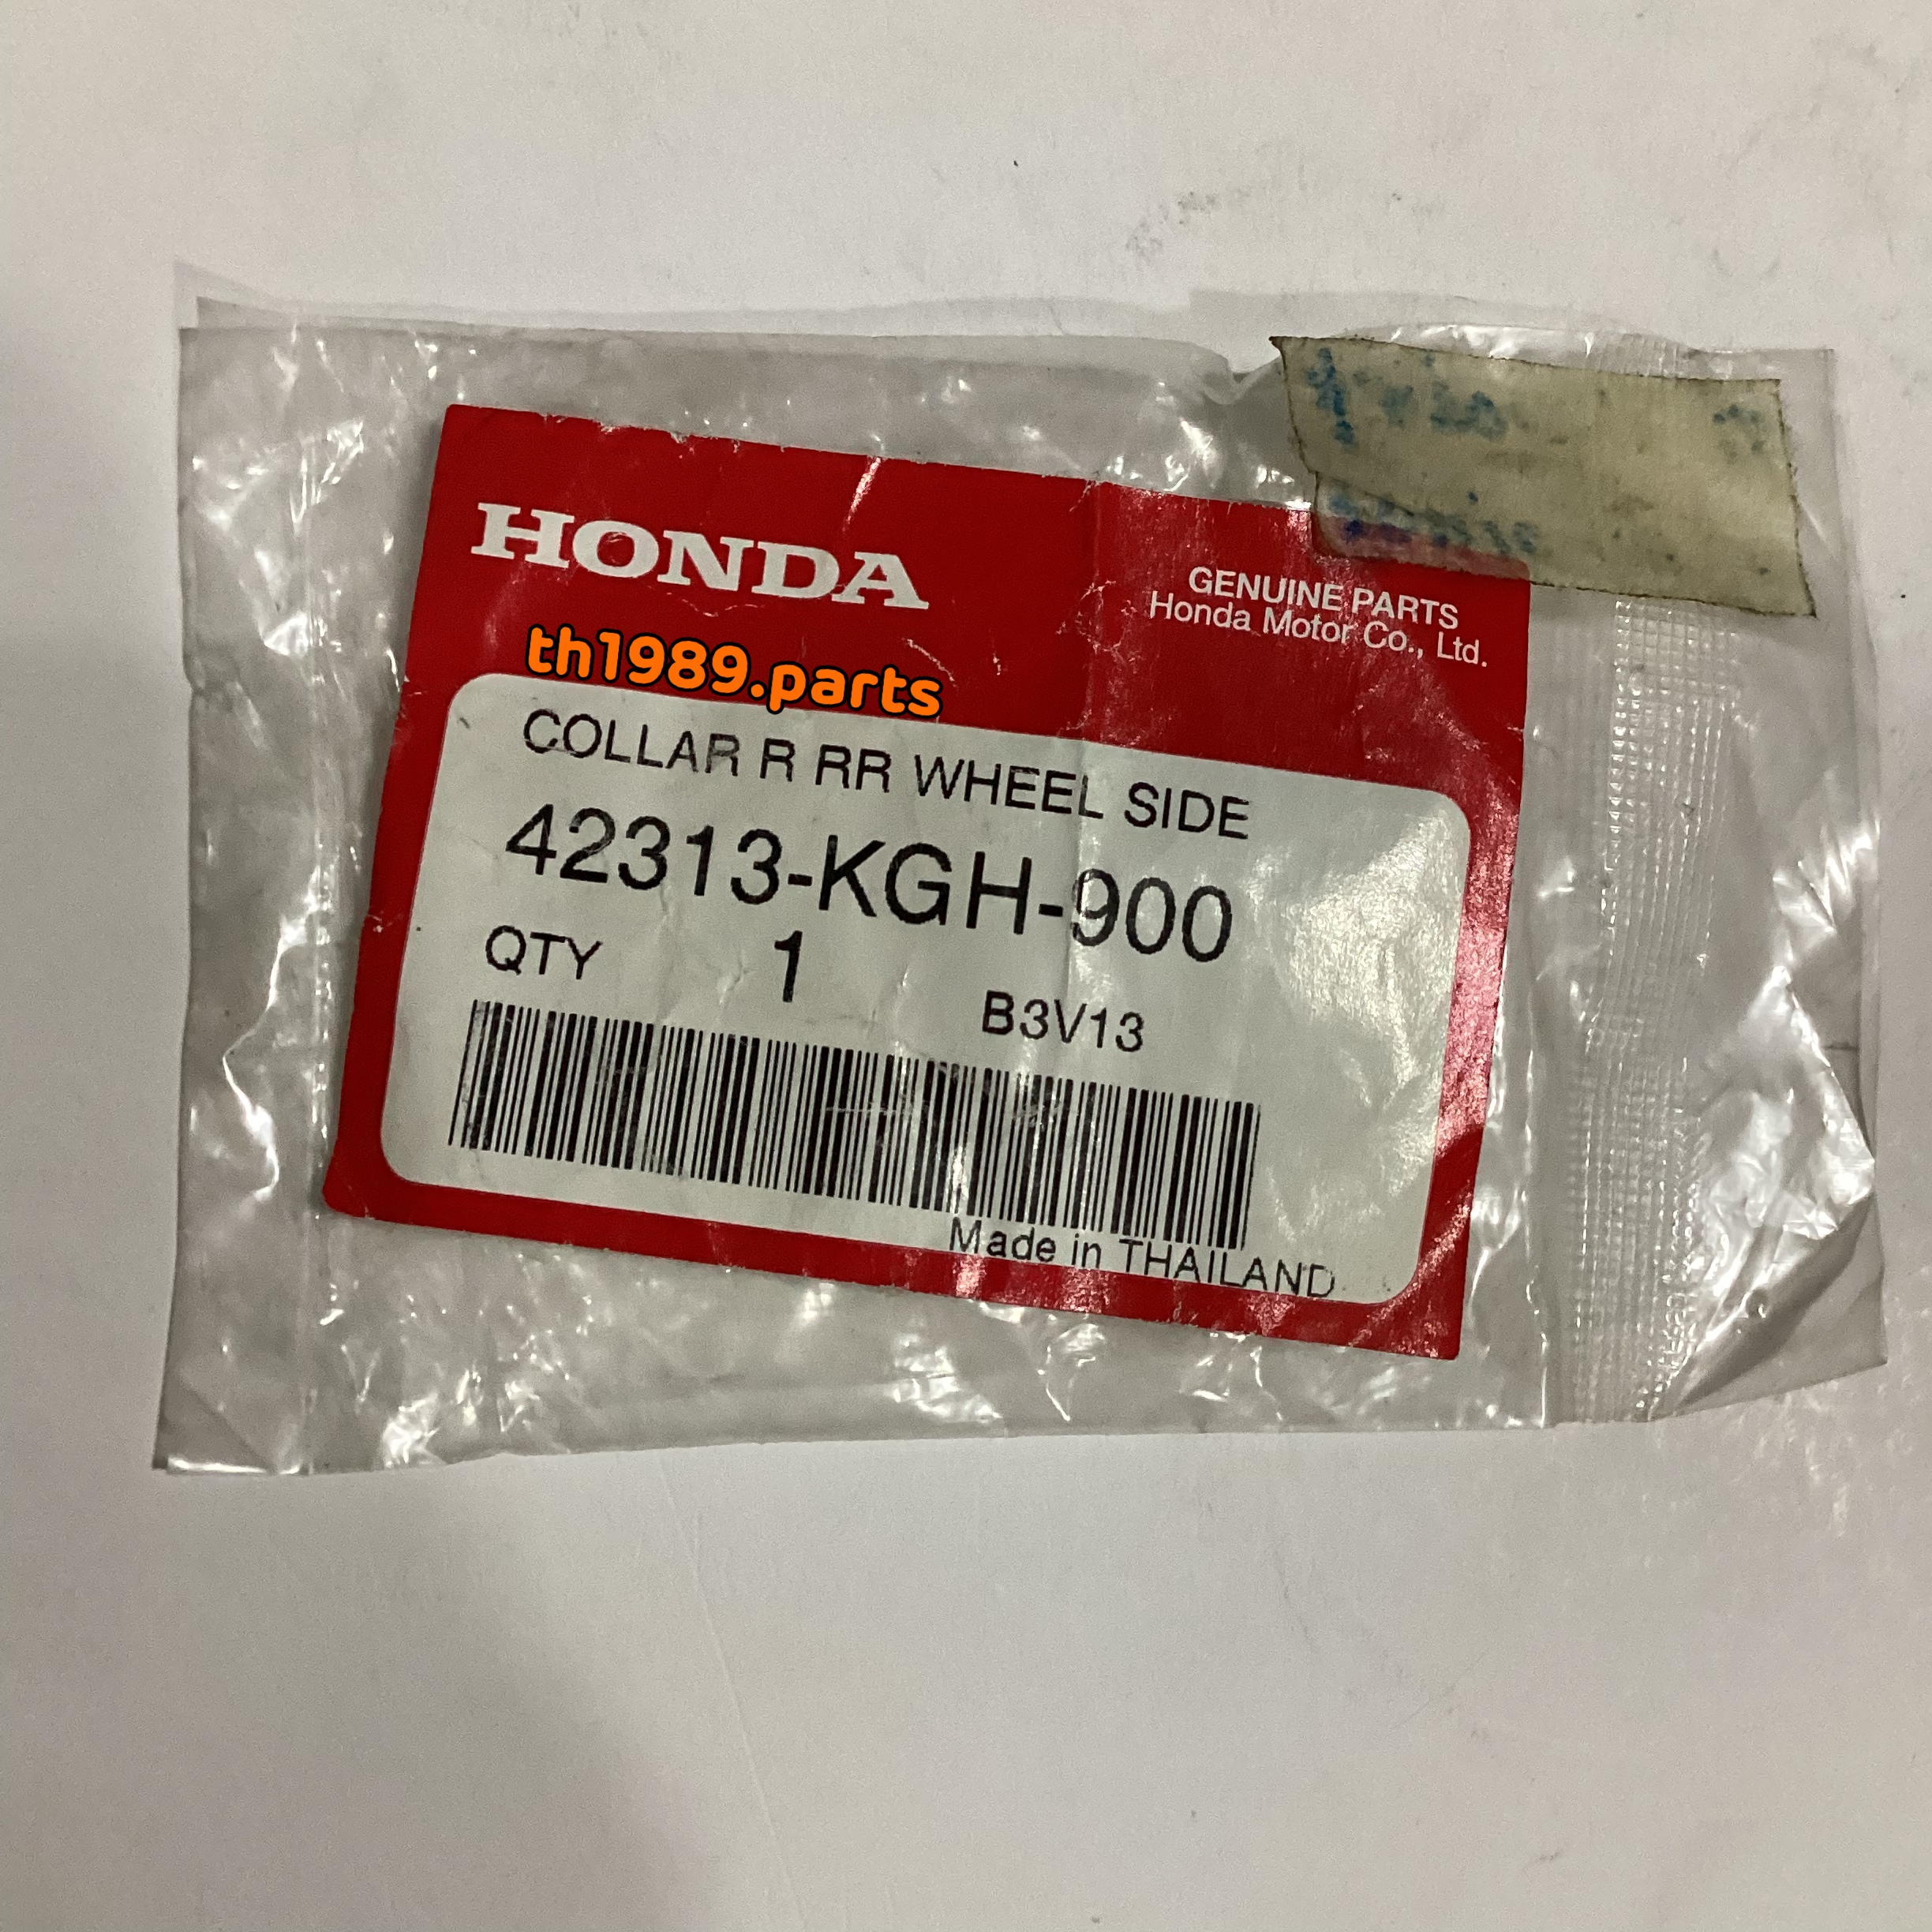 HONDA
GENUINE PARTS
Honda Motor Co., Ltd.
th1989.parts
COLLAR R RR WHEEL SIDE
42313-KGH-900
QTY 1
B3V13
Made in THAILAND